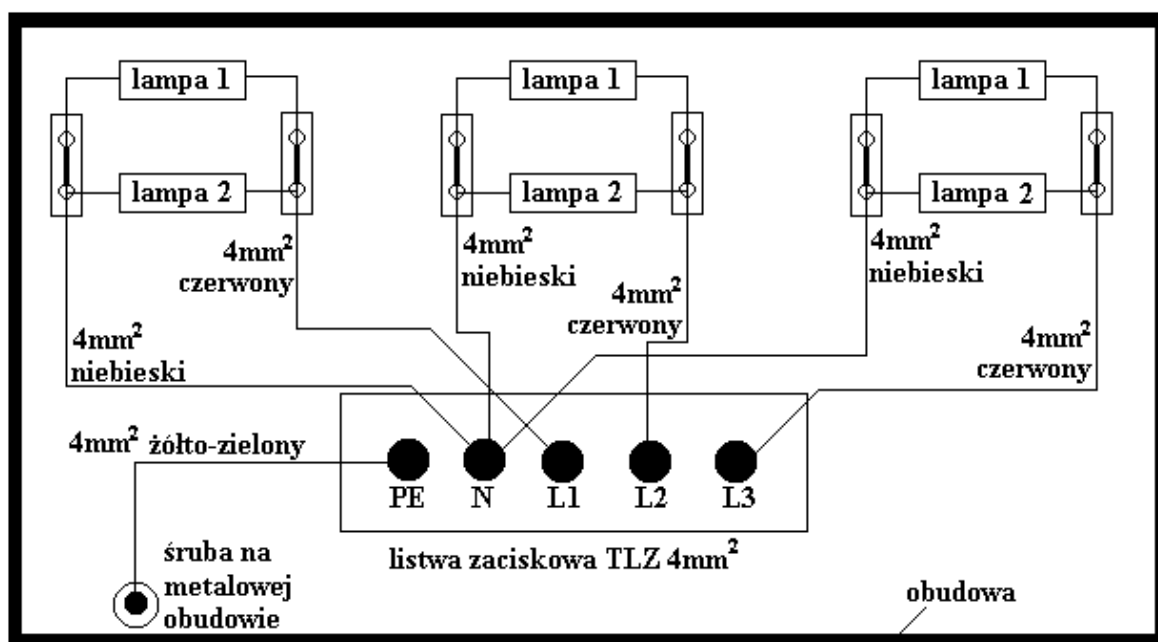 lampa 1
lampa 1
lampa 1
lampa 2
lampa 2
lampa 2
4mm²
czerwony
4mm²
niebieski
4mm²
czerwony
4mm²
niebieski
4mm²
niebieski
4mm²
czerwony
4mm² żółto-zielony
PE N L1 L2 L3
listwa zaciskowa TLZ 4mm²
śruba na
metalowej
obudowie
obudowa